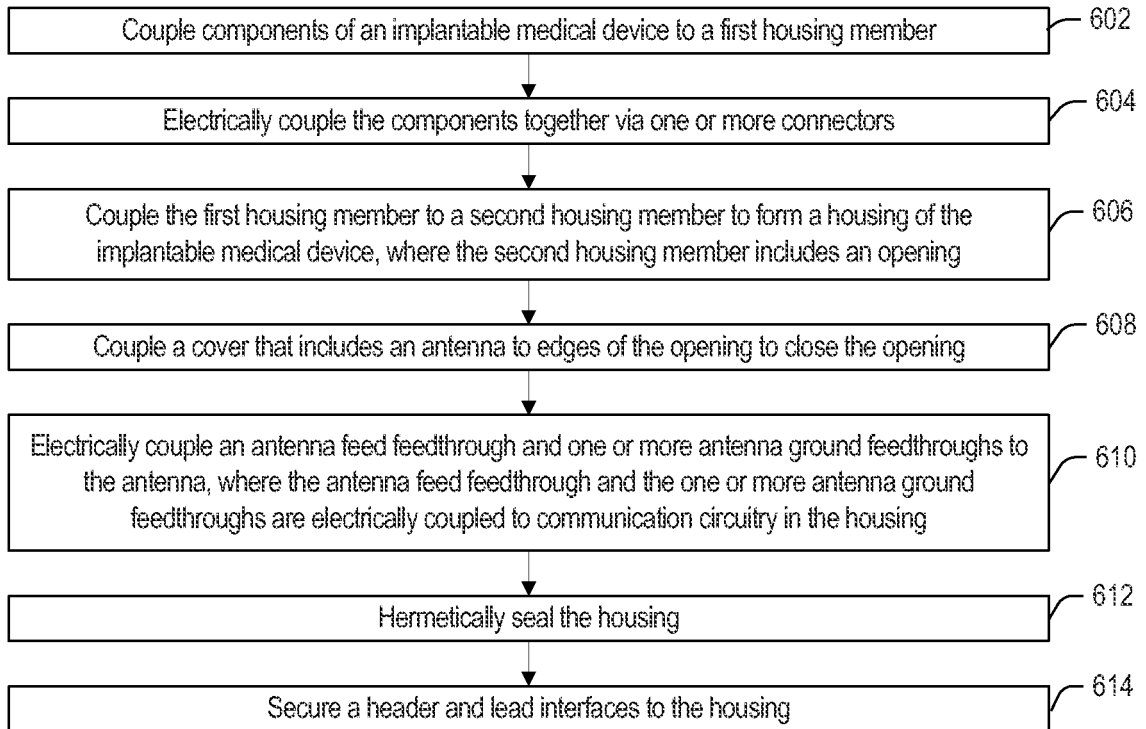 Couple components of an implantable medical device to a first housing member
602
Electrically couple the components together via one or more connectors
604
Couple the first housing member to a second housing member to form a housing of the
implantable medical device, where the second housing member includes an opening
606
Couple a cover that includes an antenna to edges of the opening to close the opening
608
Electrically couple an antenna feed feedthrough and one or more antenna ground feedthroughs to
the antenna, where the antenna feed feedthrough and the one or more antenna ground
feedthroughs are electrically coupled to communication circuitry in the housing
610
Hermetically seal the housing
612
Secure a header and lead interfaces to the housing
614